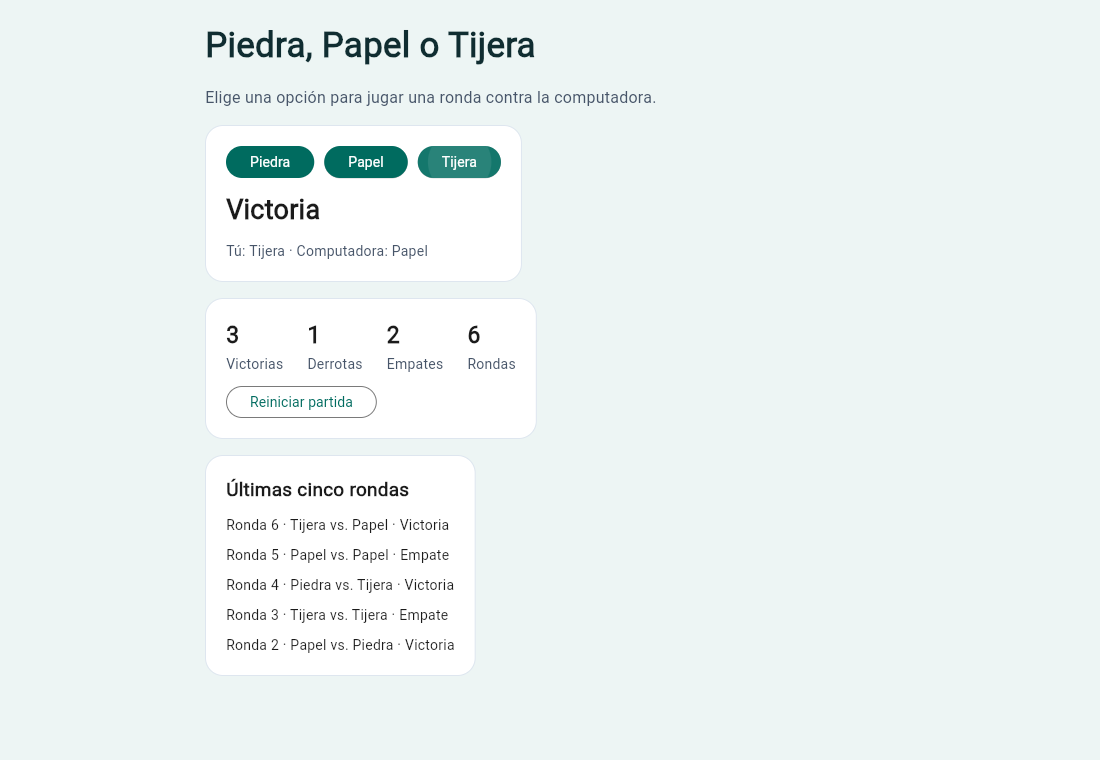 Piedra, Papel o Tijera
Elige una opción para jugar una ronda contra la computadora.
Piedra Papel Tijera
Victoria
Tú: Tijera · Computadora: Papel
3 1 2 6
Victorias Derrotas Empates Rondas
Reiniciar partida
Últimas cinco rondas
Ronda 6 · Tijera vs. Papel · Victoria
Ronda 5 · Papel vs. Papel · Empate
Ronda 4 · Piedra vs. Tijera · Victoria
Ronda 3 · Tijera vs. Tijera · Empate
Ronda 2 · Papel vs. Piedra · Victoria